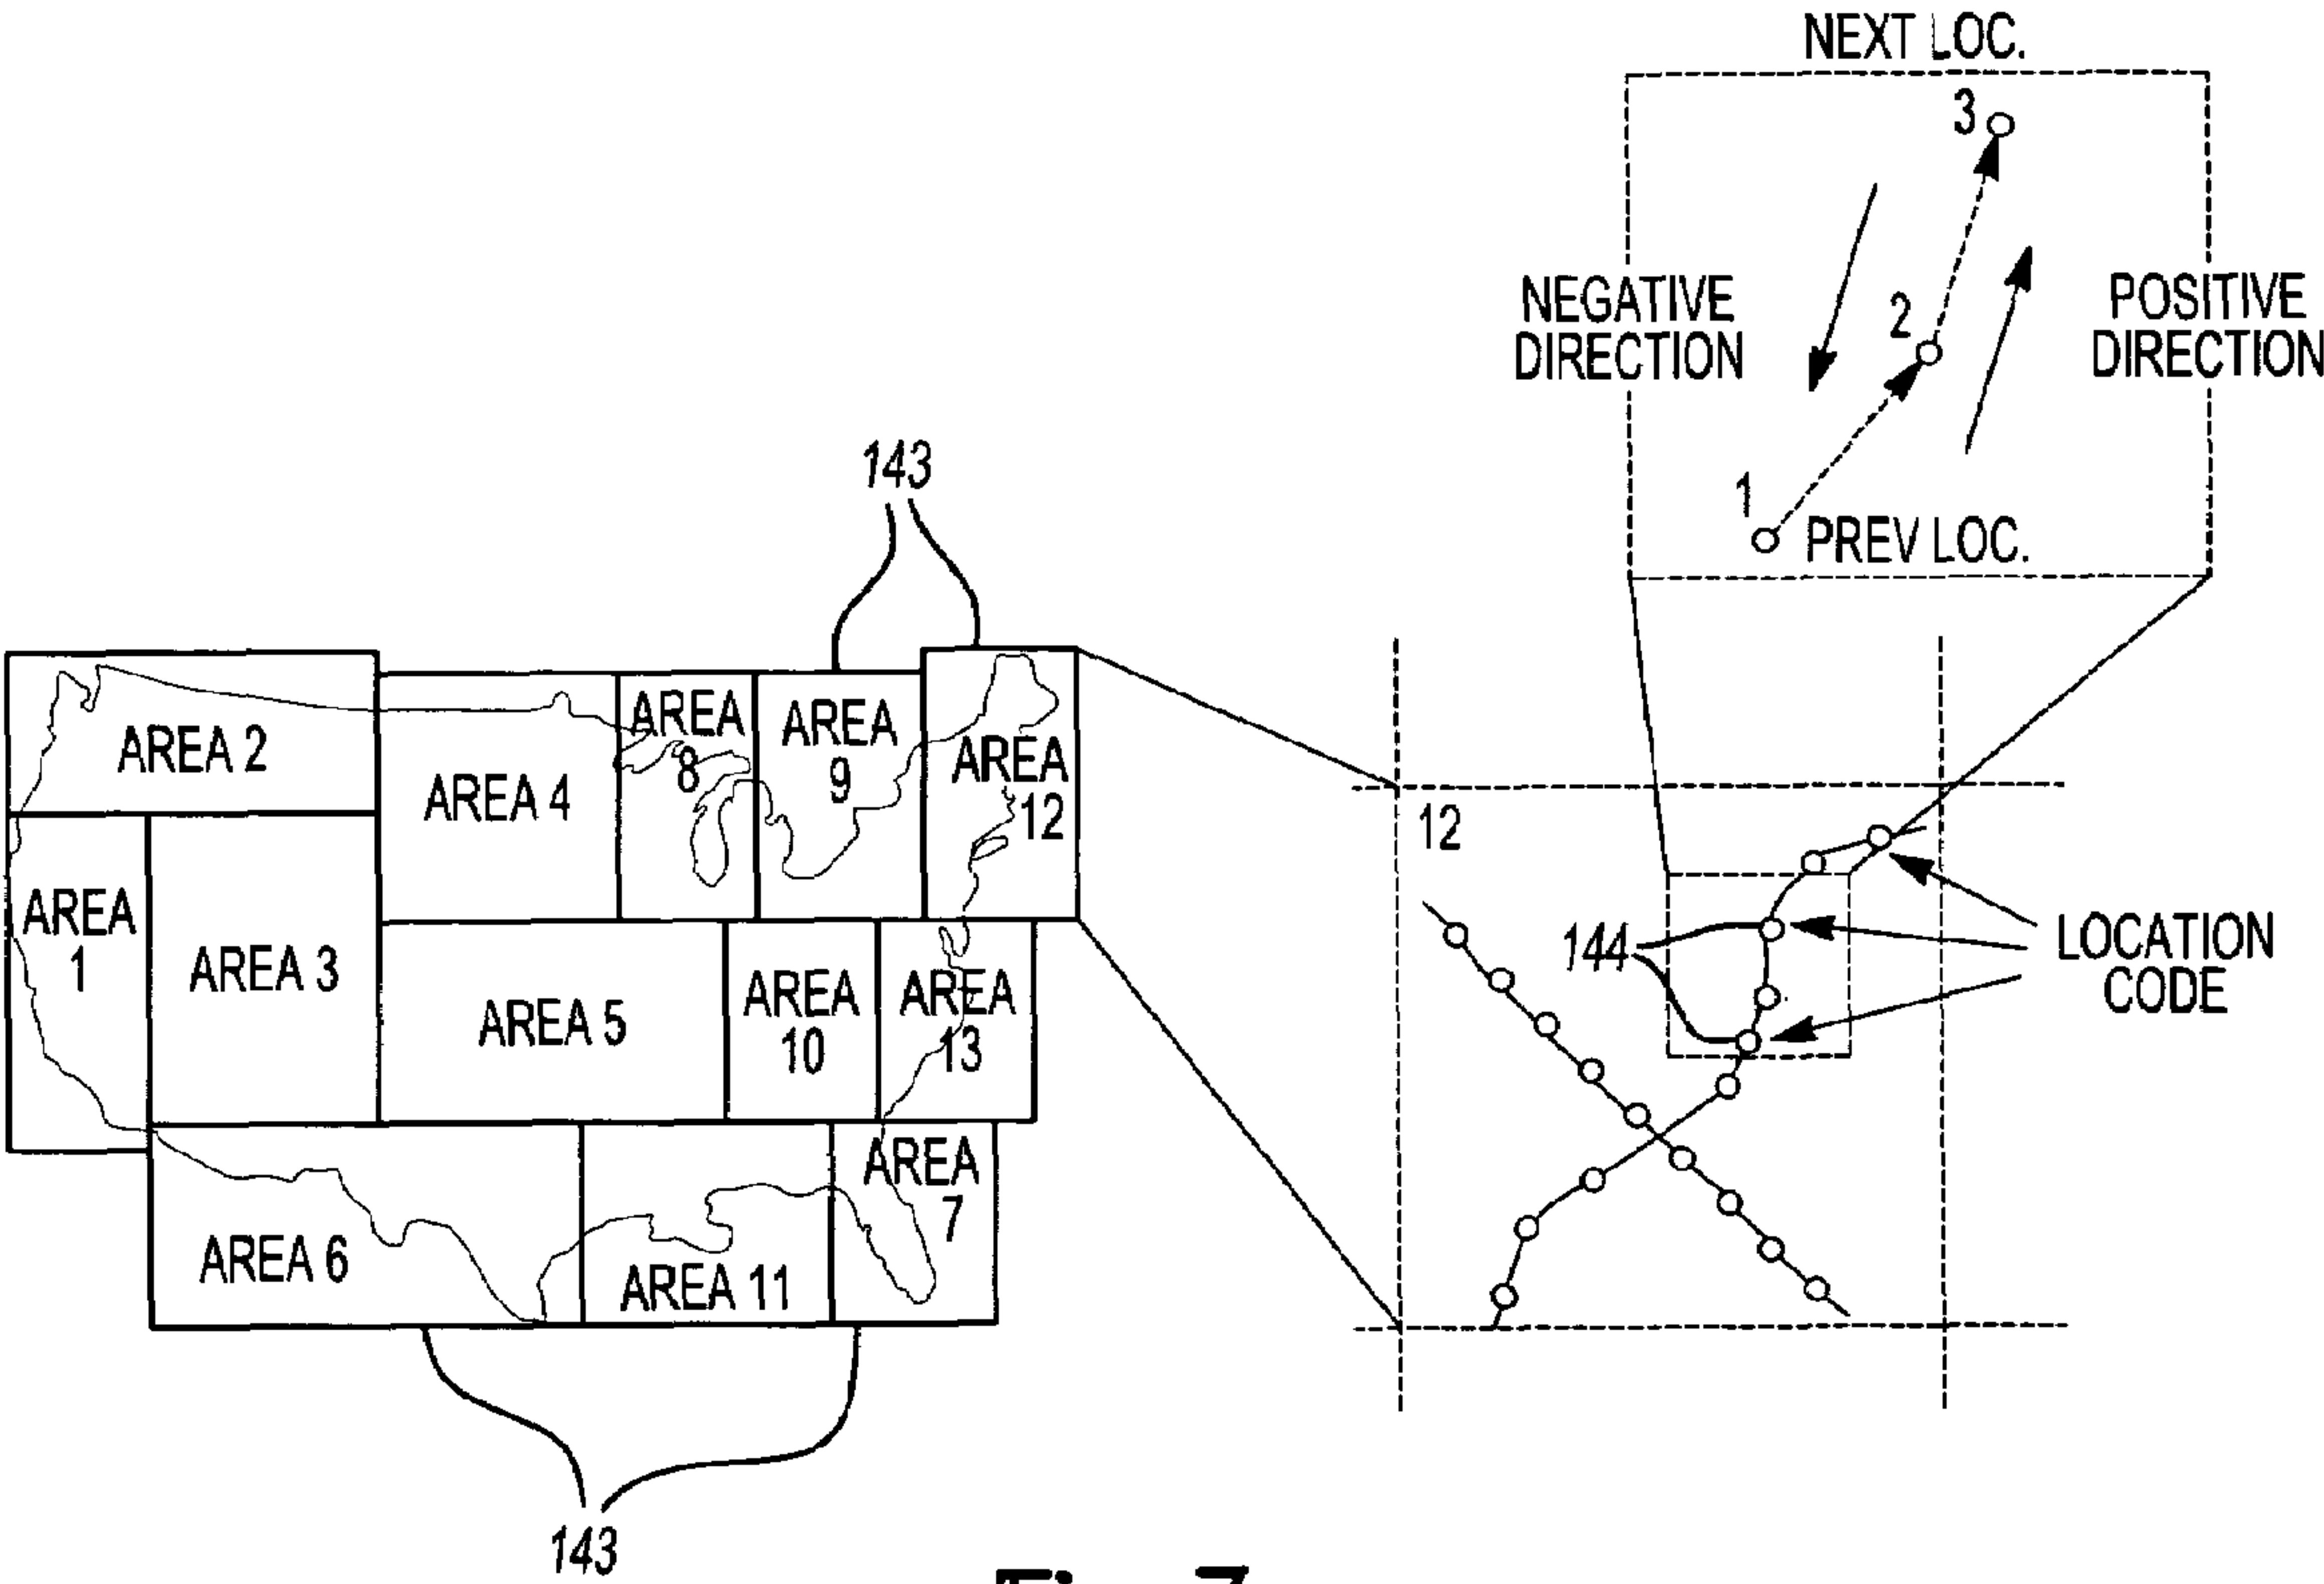 NEXT LOC.
3
NEGATIVE
DIRECTION
2
POSITIVE
DIRECTION
1
PREV LOC.
143
AREA 2
AREA 4
AREA
8
AREA
9
AREA
12
AREA
1
AREA 3
AREA 5
AREA
10
AREA
13
AREA 6
AREA 11
AREA
7
143
12
144
LOCATION
CODE